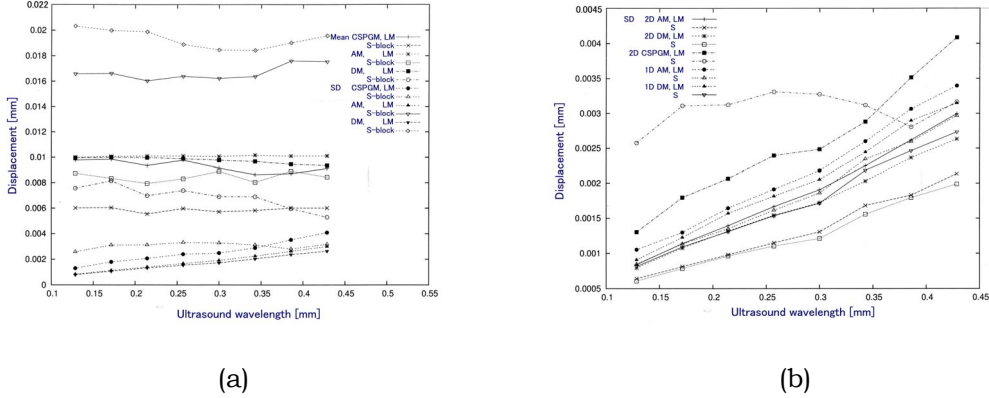 0.022
0.02
0.018
0.016
0.014
0.012
0.01
0.008
0.006
0.004
0.002
0
0.1
0.15
0.2
0.25
0.3
0.35
0.4
0.45
0.5
0.55
Displacement [mm]
Ultrasound wavelength [mm]
Mean CSPGM, LM
S-block
AM, LM
S-block
DM, LM
S-block
SD CSPGM, LM
S-block
AM, LM
S-block
DM, LM
S-block
(a)
0.0045
0.004
0.0035
0.003
0.0025
0.002
0.0015
0.001
0.0005
0.1
0.15
0.2
0.25
0.3
0.35
0.4
0.45
Displacement [mm]
Ultrasound wavelength [mm]
SD 2D AM, LM
S
2D DM, LM
S
2D CSPGM, LM
S
1D AM, LM
S
1D DM, LM
S
(b)